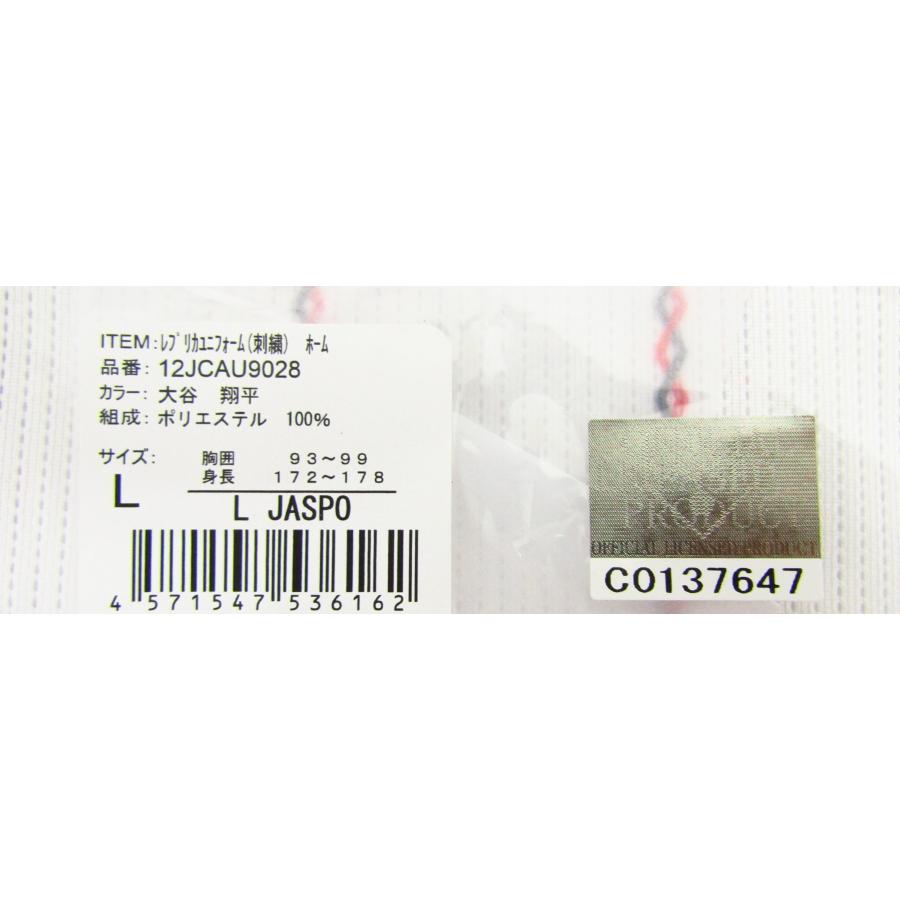 ITEM:ﾚﾌﾟﾘｶﾕﾆﾌｫｰﾑ(刺繍) ﾎｰﾑ
品番: 12JCAU9028
カラー: 大谷 翔平
組成: ポリエステル 100%
サイズ:
L
胸囲 93～99
身長 172～178
L JASPO
4 571547 536162
PRODUCT
OFFICIAL LICENSED PRODUCT
C0137647